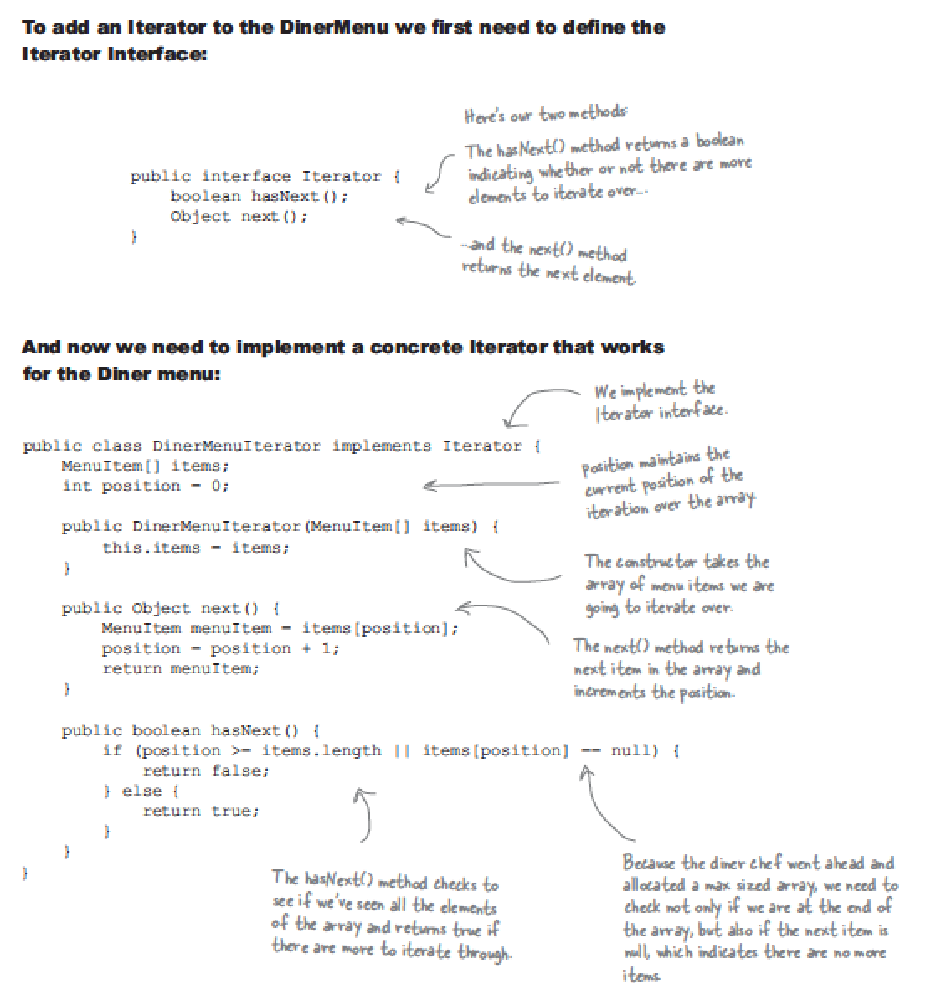 To add an Iterator to the DinerMenu we first need to define the
Iterator Interface:
Here's our two methods:
The hasNext() method returns a boolean
indicating whether or not there are more
elements to iterate over...
public interface Iterator {
boolean hasNext();
Object next();
}
...and the next() method
returns the next element.
And now we need to implement a concrete Iterator that works
for the Diner menu:
We implement the
Iterator interface.
public class DinerMenuIterator implements Iterator {
MenuItem[] items;
int position = 0;
position maintains the
current position of the
iteration over the array.
public DinerMenuIterator(MenuItem[] items) {
this.items = items;
}
The constructor takes the
array of menu items we are
going to iterate over.
public Object next() {
MenuItem menuItem = items[position];
position = position + 1;
return menuItem;
}
The next() method returns the
next item in the array and
increments the position.
public boolean hasNext() {
if (position >= items.length || items[position] == null) {
return false;
} else {
return true;
}
}
}
The hasNext() method checks to
see if we've seen all the elements
of the array and returns true if
there are more to iterate through.
Because the diner chef went ahead and
allocated a max sized array, we need to
check not only if we are at the end of
the array, but also if the next item is
null, which indicates there are no more
items.